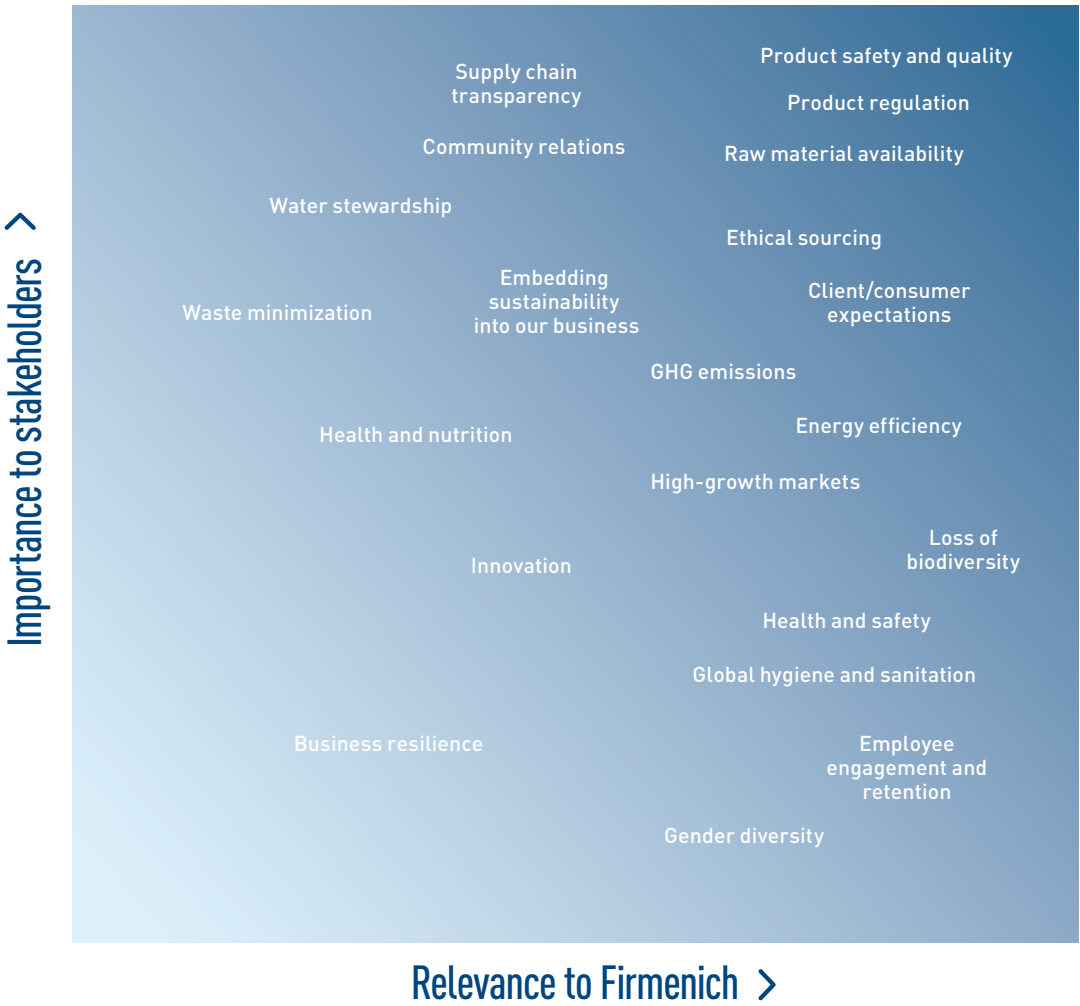 Product safety and quality
Supply chain
transparency
Product regulation
Community relations
Raw material availability
Water stewardship
Ethical sourcing
Embedding
sustainability
into our business
Client/consumer
expectations
Waste minimization
GHG emissions
Energy efficiency
Health and nutrition
High-growth markets
Loss of
biodiversity
Innovation
Health and safety
Global hygiene and sanitation
Business resilience
Employee
engagement and
retention
Gender diversity
Importance to stakeholders
Relevance to Firmenich